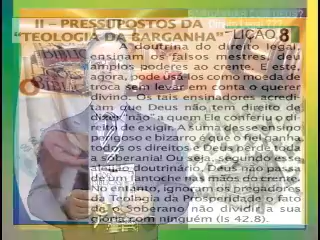 II – PRESSUPOSTOS DA
“TEOLOGIA DA BARGANHA” – LIÇÃO 8
A doutrina do direito legal,
ensinam os falsos mestres, deu
amplos poderes ao crente. E este,
agora, pode usá-los como moeda de
troca sem levar em conta o querer
divino. Os tais ensinadores acredi-
tam que Deus não tem direito de
dizer “não” a quem Ele conferiu o di-
reito de exigir. A suma desse ensino
perigoso e bizarro é que o fiel ganha
todos os direitos e Deus perde toda
a soberania! Ou seja, segundo esse
aleijão doutrinário, Deus não passa
de um fantoche nas mãos do crente.
No entanto, ignoram os pregadores
da Teologia da Prosperidade o fato
de o Soberano não dividir a sua
glória com ninguém (Is 42.8).